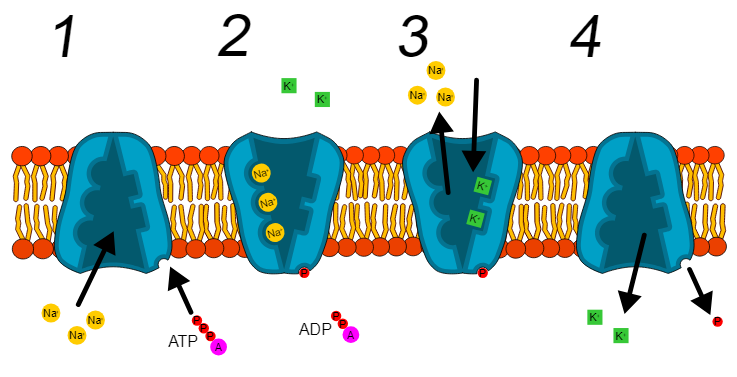 1 2 3 4
K⁺ K⁺
Na⁺ Na⁺ Na⁺
Na⁺ Na⁺ Na⁺
K⁺ K⁺
P P
Na⁺ Na⁺ Na⁺
ATP P P P A
ADP P P A
K⁺ K⁺
P